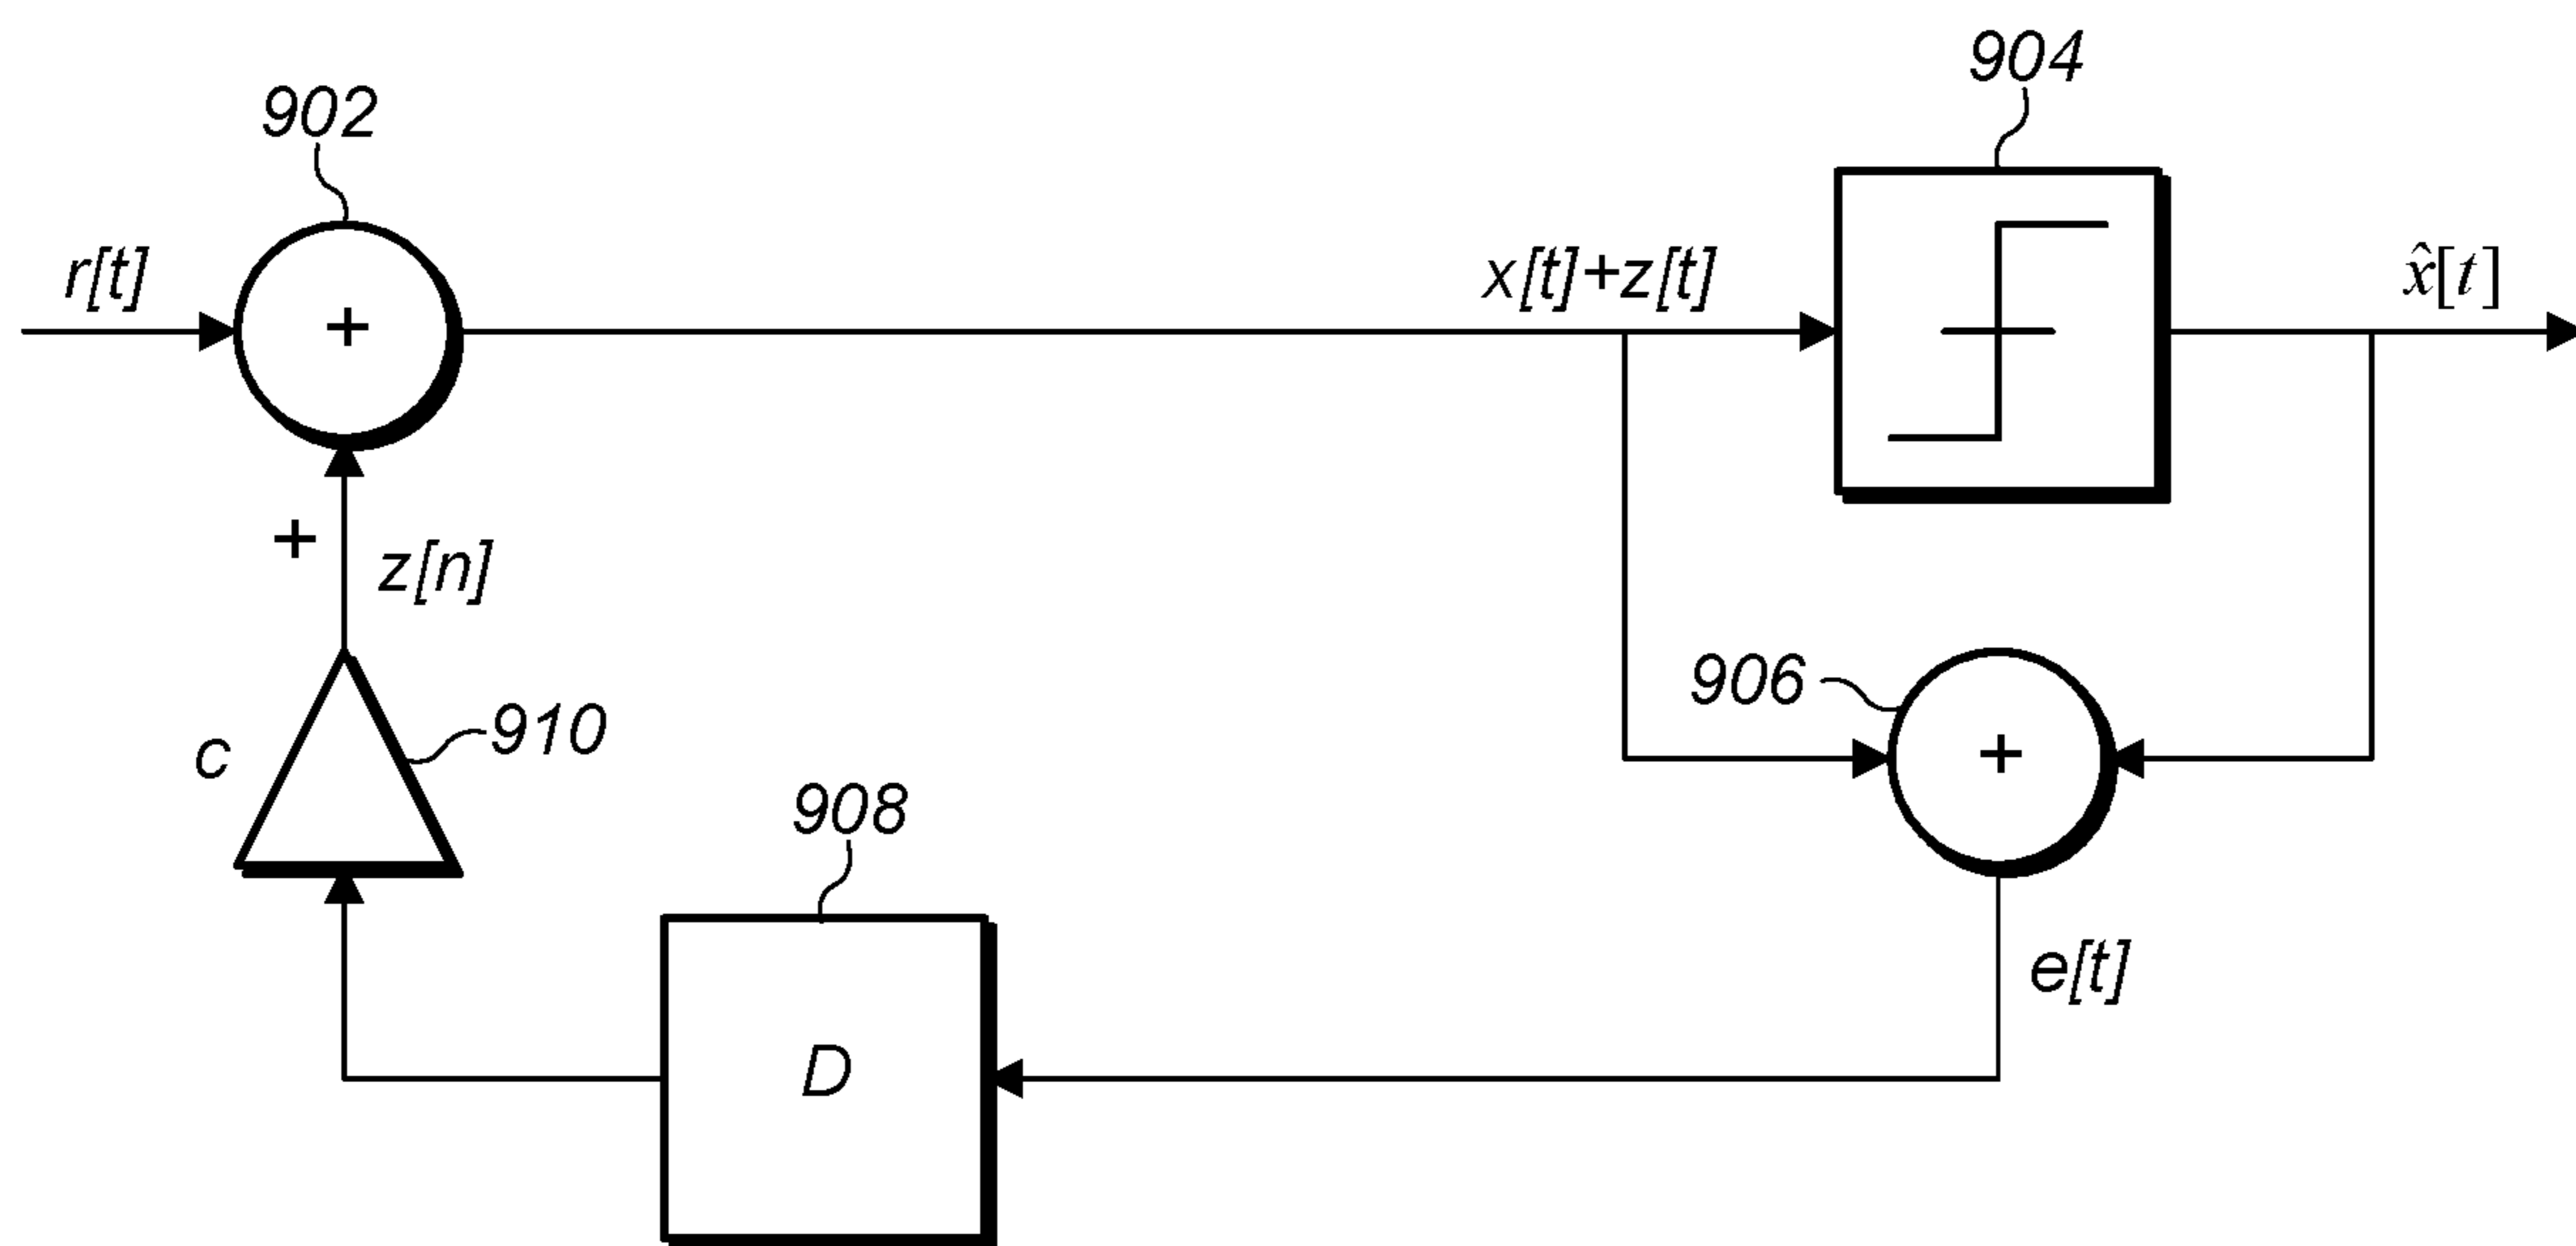 904
902
r[t]
+
x[t]+z[t]
x̂[t]
+
z[n]
906
+
910
c
908
e[t]
D